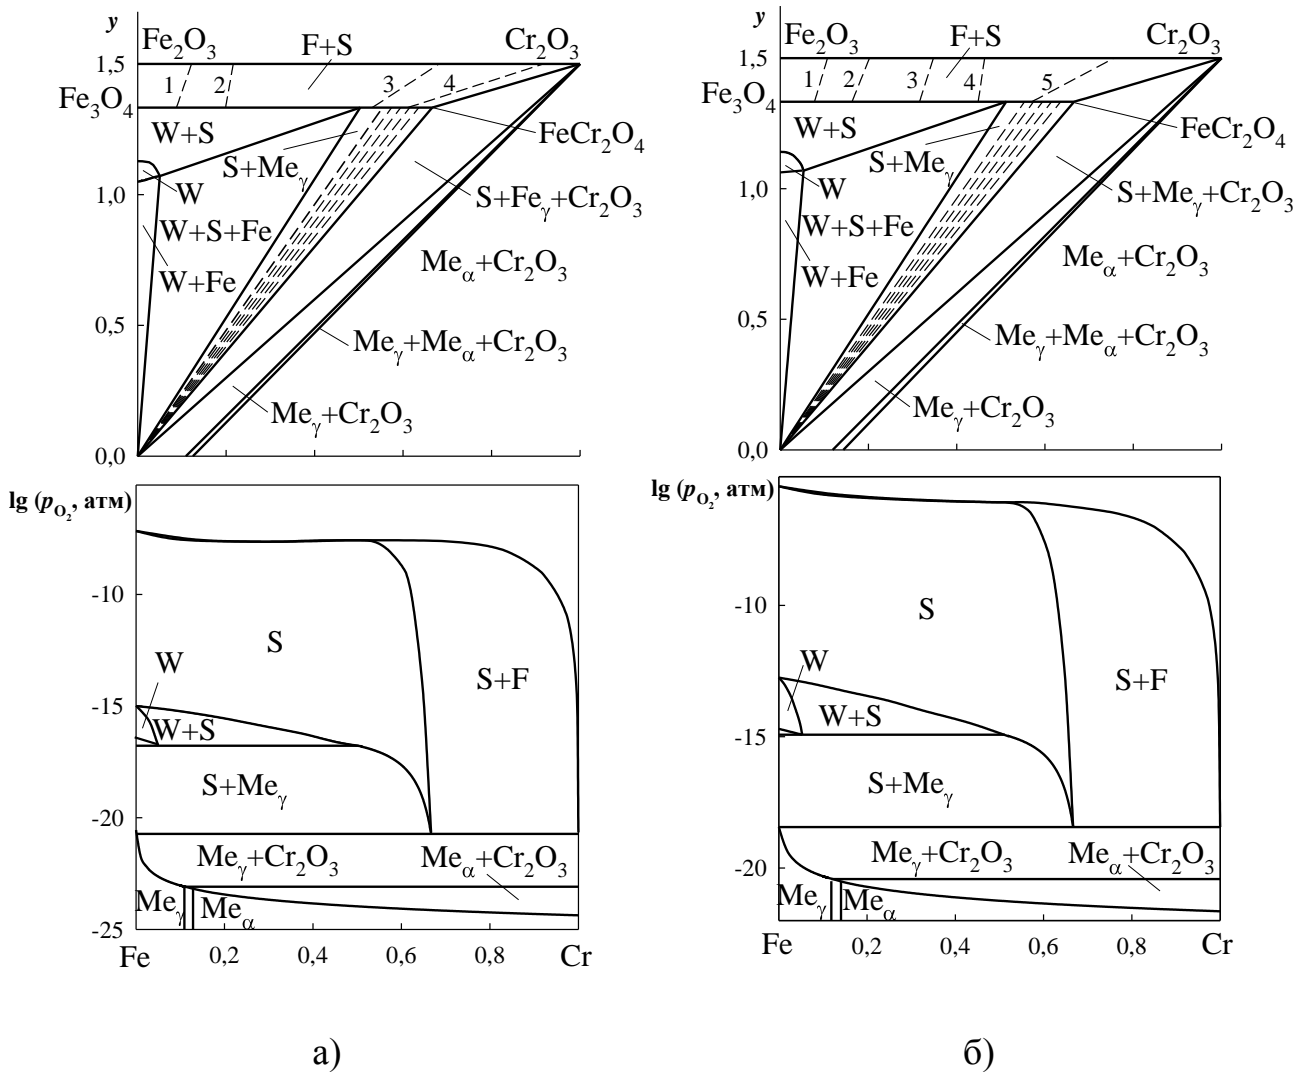 y
Fe₂O₃
F+S
Cr₂O₃
1,5
1
2
3
4
Fe₃O₄
W+S
FeCr₂O₄
S+Meγ
W
1,0
S+Feγ+Cr₂O₃
W+S+Fe
Meα+Cr₂O₃
W+Fe
0,5
Meγ+Meα+Cr₂O₃
Meγ+Cr₂O₃
0,0
lg (pO₂, атм)
-10
S
W
S+F
-15
W+S
S+Meγ
-20
Meγ+Cr₂O₃
Meα+Cr₂O₃
Meγ
Meα
-25
Fe
0,2
0,4
0,6
0,8
Cr
а)
y
Fe₂O₃
F+S
Cr₂O₃
1,5
1
2
3
4
5
Fe₃O₄
W+S
FeCr₂O₄
S+Meγ
W
1,0
S+Meγ+Cr₂O₃
W+S+Fe
Meα+Cr₂O₃
W+Fe
0,5
Meγ+Meα+Cr₂O₃
Meγ+Cr₂O₃
0,0
lg (pO₂, атм)
-10
S
W
S+F
W+S
-15
S+Meγ
Meγ+Cr₂O₃
Meα+Cr₂O₃
-20
Meγ
Meα
Fe
0,2
0,4
0,6
0,8
Cr
б)